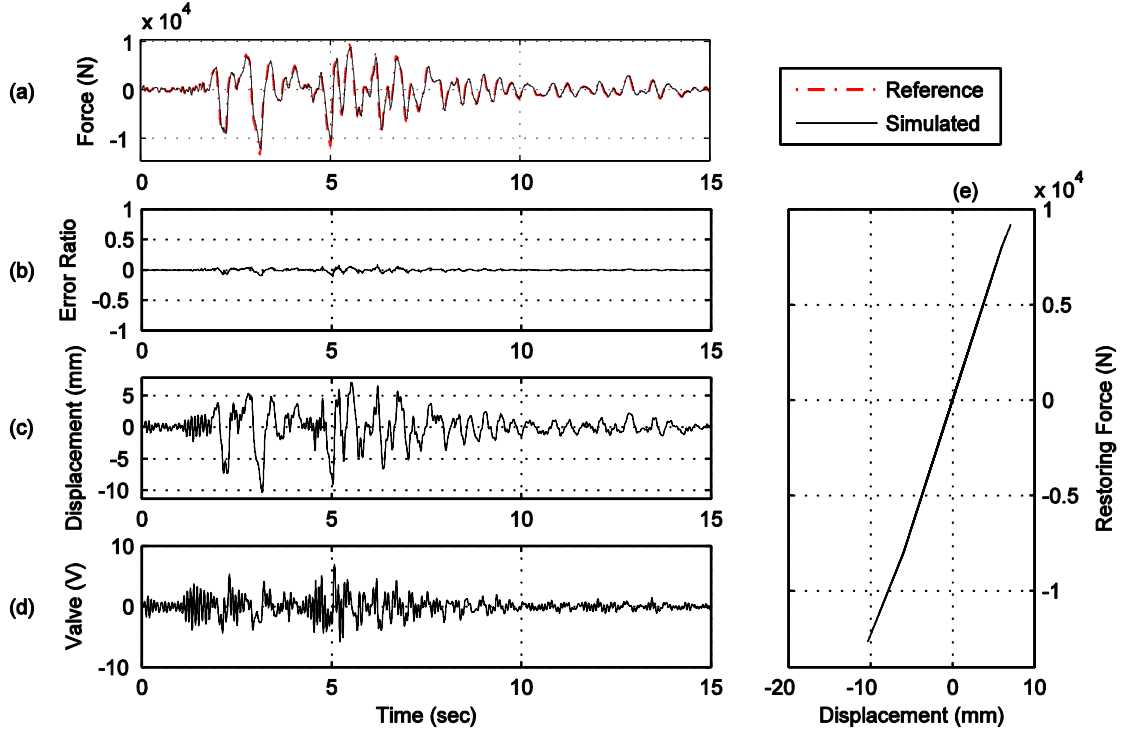 x 10^4
(a)
Force (N)
1
0
-1
0 5 10 15
Reference
Simulated
(b)
Error Ratio
1
0.5
0
-0.5
-1
0 5 10 15
(c)
Displacement (mm)
5
0
-5
-10
0 5 10 15
(d)
Valve (V)
10
0
-10
0 5 10 15
Time (sec)
(e)
x 10^4
1
0.5
0
-0.5
-1
Restoring Force (N)
-20 -10 0 10
Displacement (mm)